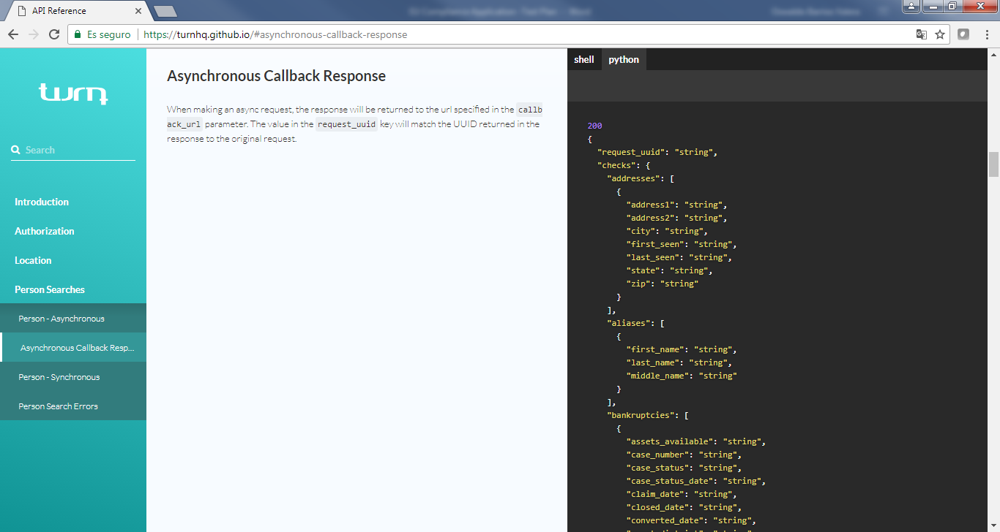 API Reference
Es seguro
https://turnhq.github.io/#asynchronous-callback-response
turn
Search
Introduction
Authorization
Location
Person Searches
Person - Asynchronous
Asynchronous Callback Resp...
Person - Synchronous
Person Search Errors
Asynchronous Callback Response
When making an async request, the response will be returned to the url specified in the callb
ack_url parameter. The value in the request_uuid key will match the UUID returned in the
response to the original request.
shell python
200
{
"request_uuid": "string",
"checks": {
"addresses": [
{
"address1": "string",
"address2": "string",
"city": "string",
"first_seen": "string",
"last_seen": "string",
"state": "string",
"zip": "string"
}
],
"aliases": [
{
"first_name": "string",
"last_name": "string",
"middle_name": "string"
}
],
"bankruptcies": [
{
"assets_available": "string",
"case_number": "string",
"case_status": "string",
"case_status_date": "string",
"claim_date": "string",
"closed_date": "string",
"converted_date": "string",